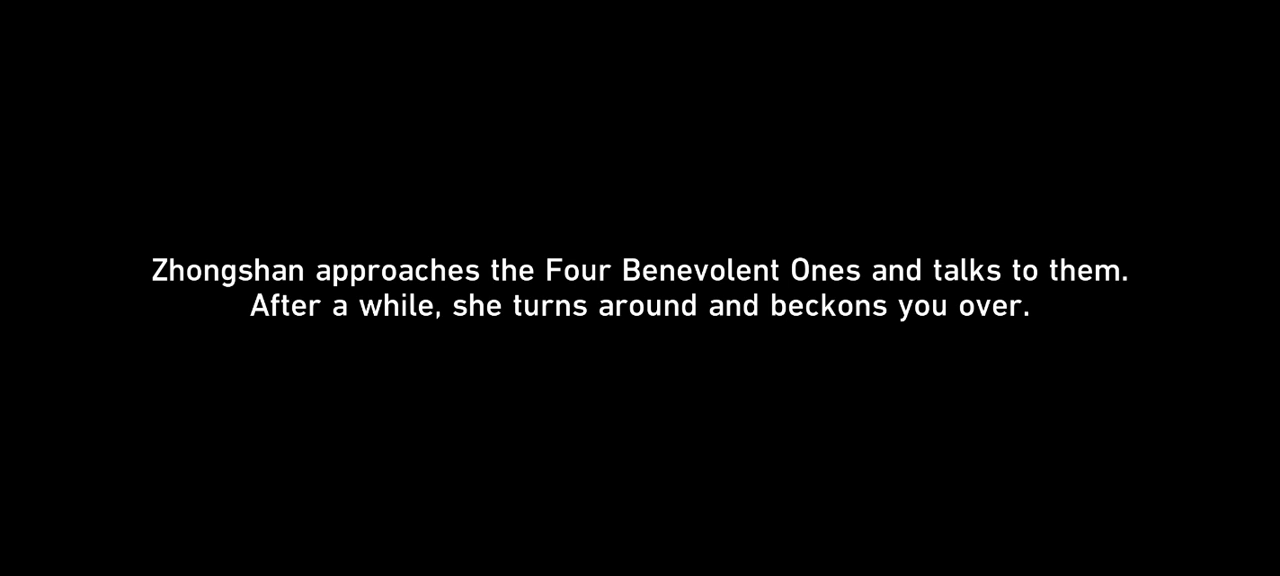 Zhongshan approaches the Four Benevolent Ones and talks to them.
After a while, she turns around and beckons you over.